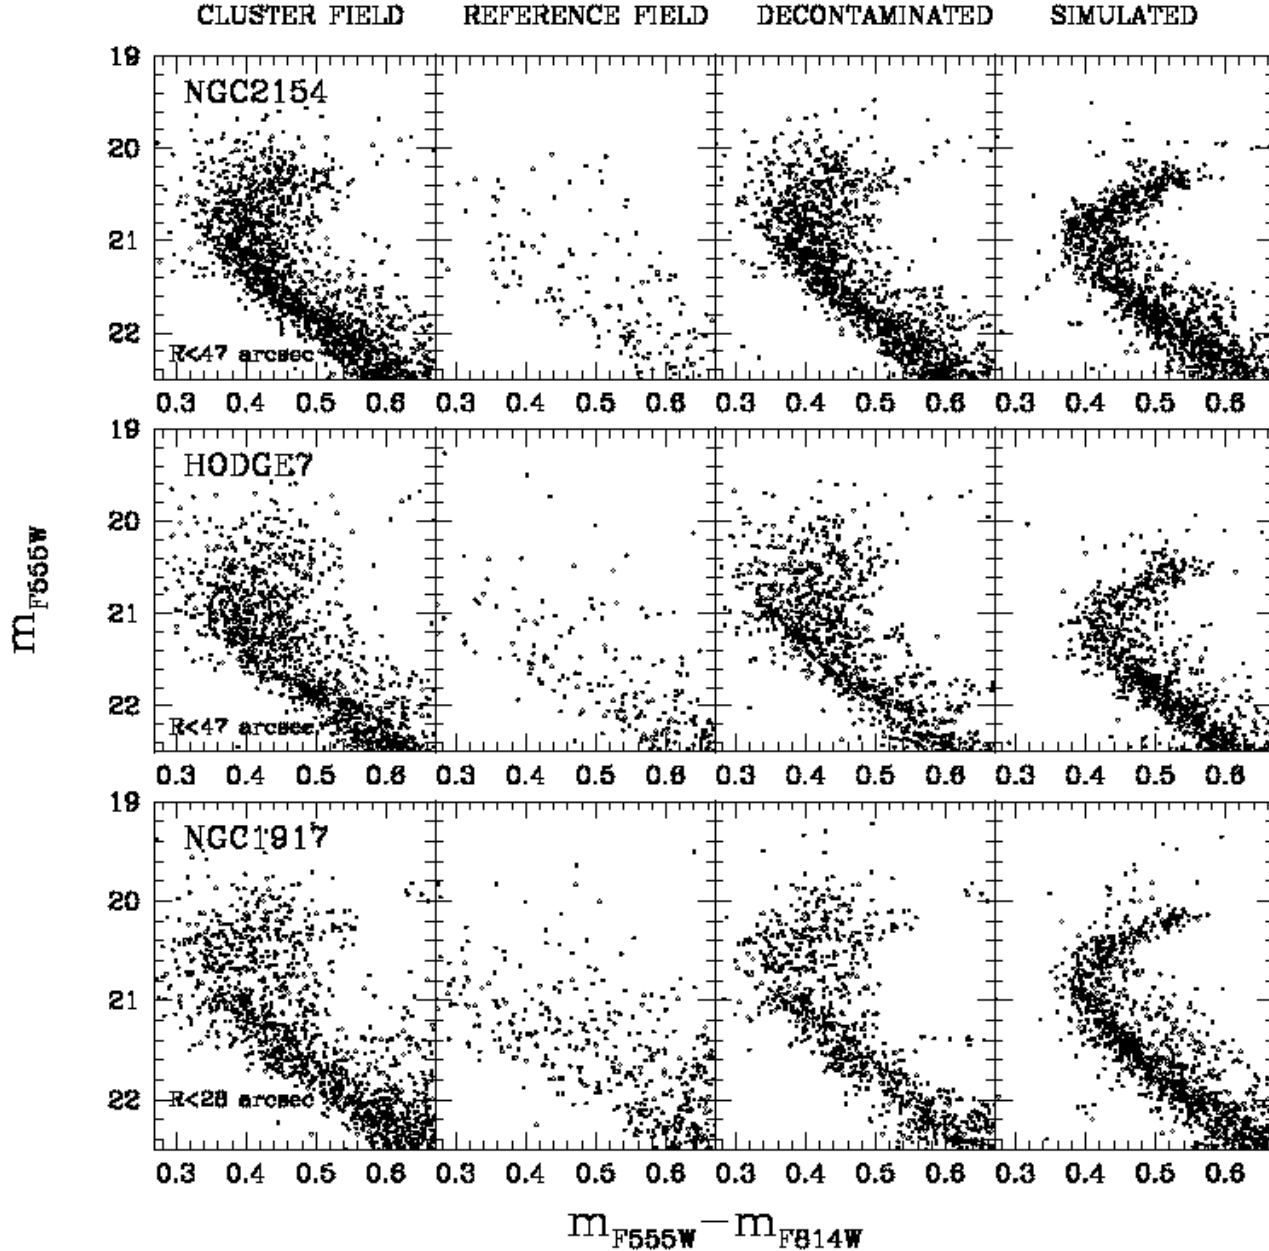 CLUSTER FIELD REFERENCE FIELD DECONTAMINATED SIMULATED
19
NGC2154
20
21
22
R<47 arcsec
0.3 0.4 0.5 0.6 0.3 0.4 0.5 0.6 0.3 0.4 0.5 0.6 0.3 0.4 0.5 0.6
19
HODGE7
20
21
22
R<47 arcsec
0.3 0.4 0.5 0.6 0.3 0.4 0.5 0.6 0.3 0.4 0.5 0.6 0.3 0.4 0.5 0.6
19
NGC1917
20
21
22
R<28 arcsec
0.3 0.4 0.5 0.6 0.3 0.4 0.5 0.6 0.3 0.4 0.5 0.6 0.3 0.4 0.5 0.6
m F555W
m F555W − m F814W